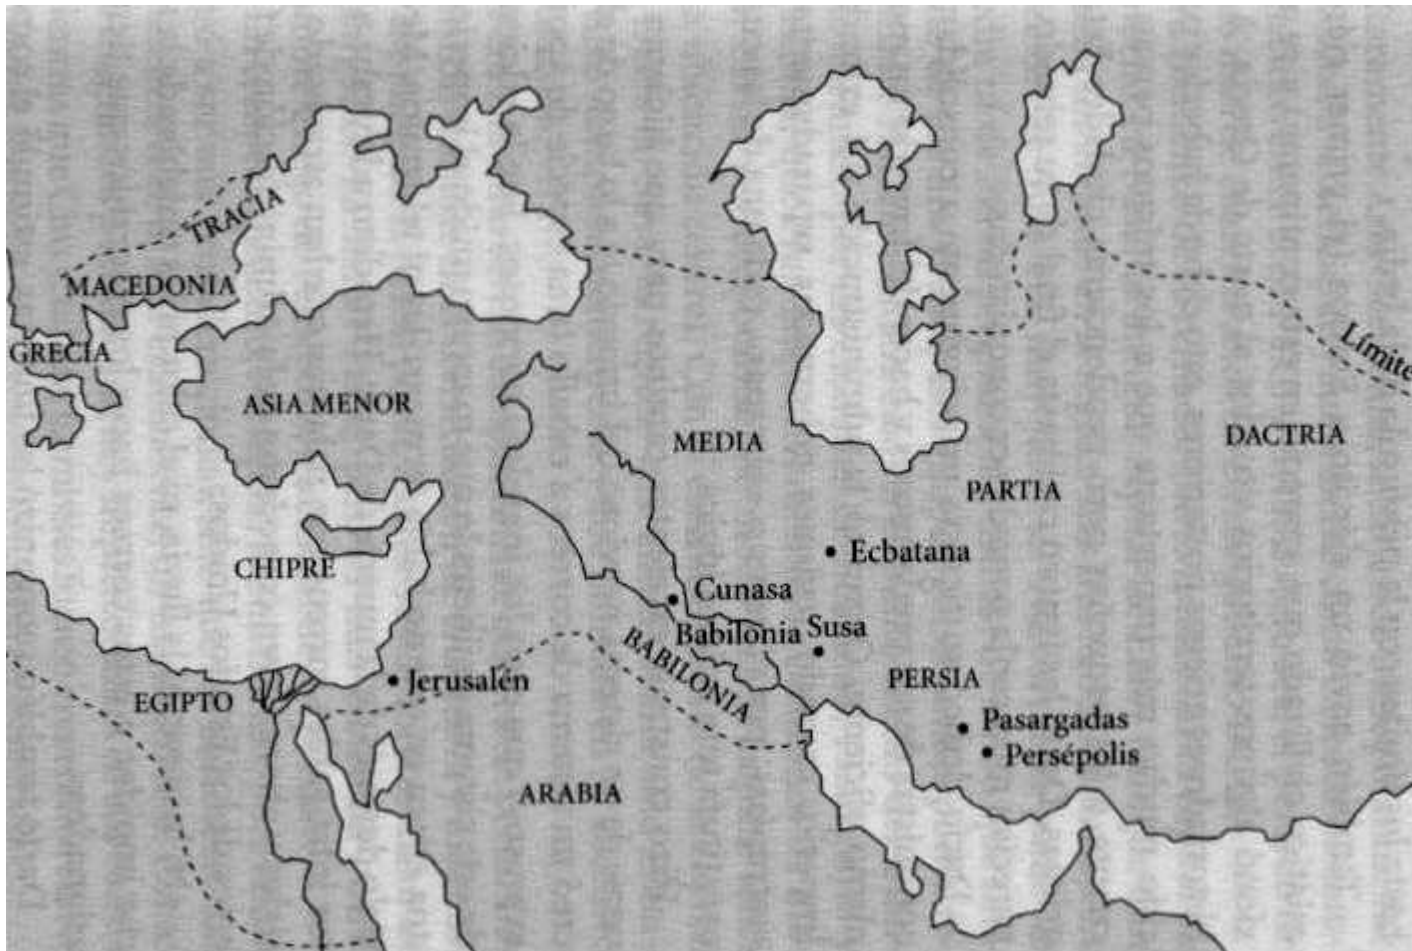 TRACIA
MACEDONIA
GRECIA
Límite
ASIA MENOR
MEDIA
DACTRIA
PARTIA
Ecbatana
CHIPRE
Cunasa
Babilonia
Susa
BABILONIA
Jerusalén
EGIPTO
PERSIA
Pasargadas
Persépolis
ARABIA